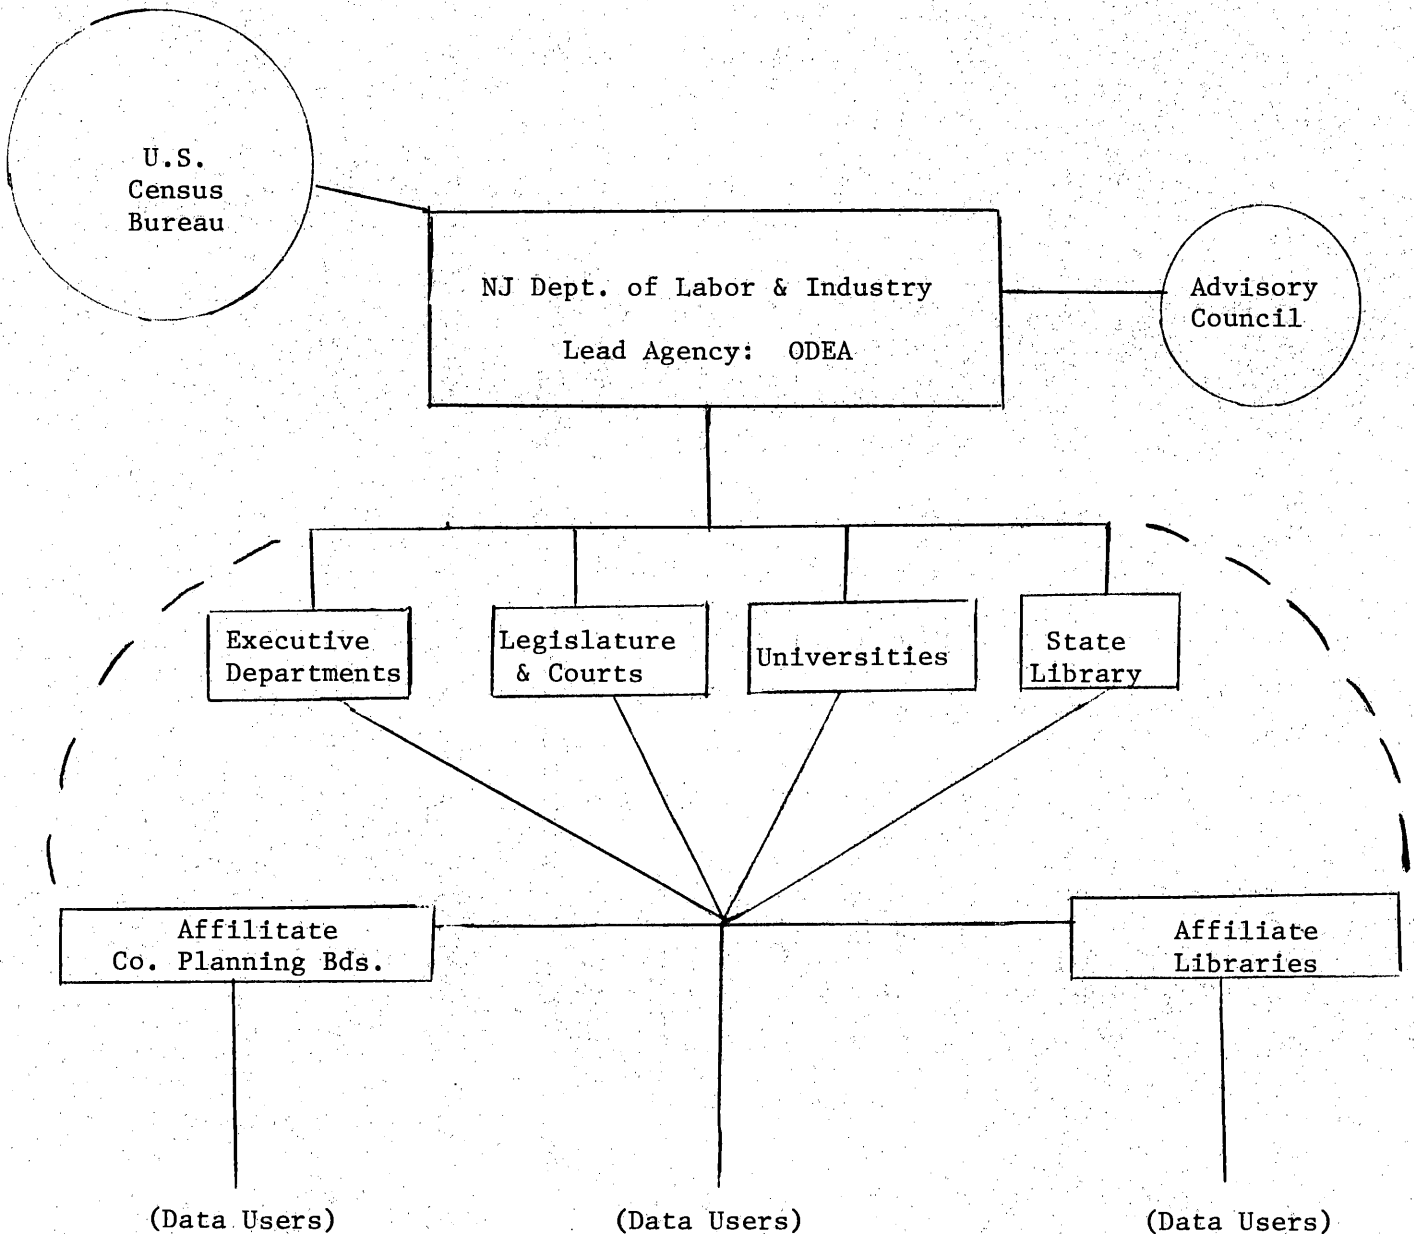 U.S.
Census
Bureau
NJ Dept. of Labor & Industry
Lead Agency: ODEA
Advisory
Council
Executive
Departments
Legislature
& Courts
Universities
State
Library
Affilitate
Co. Planning Bds.
Affiliate
Libraries
(Data Users)
(Data Users)
(Data Users)